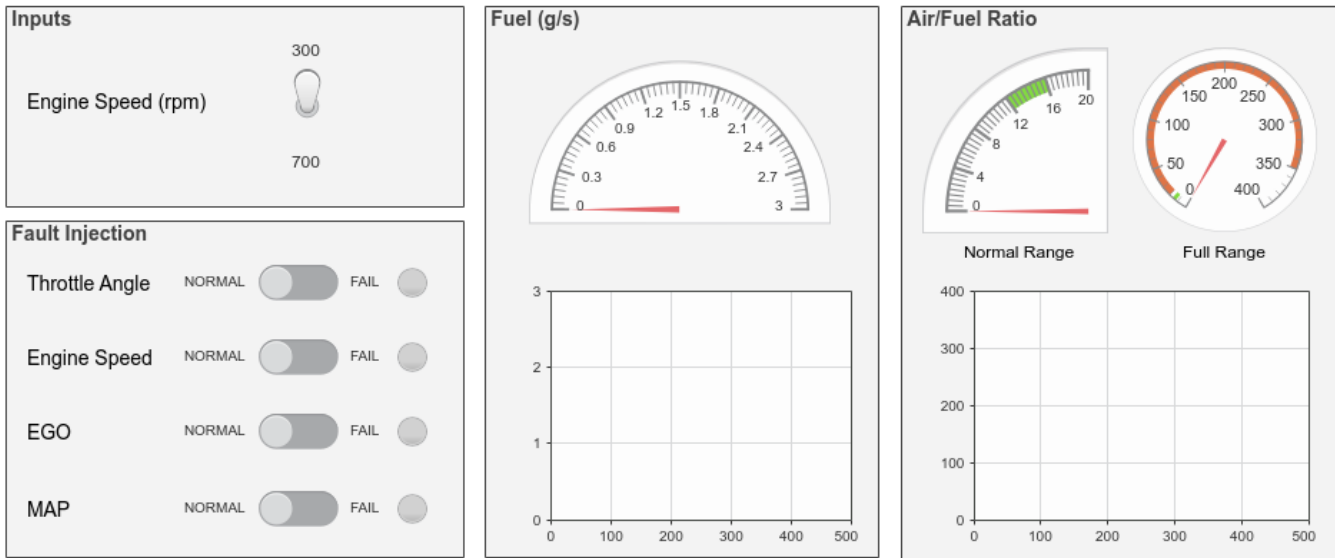 Inputs
300
Engine Speed (rpm)
700
Fault Injection
Throttle Angle NORMAL FAIL
Engine Speed NORMAL FAIL
EGO NORMAL FAIL
MAP NORMAL FAIL
Fuel (g/s)
0 0.3 0.6 0.9 1.2 1.5 1.8 2.1 2.4 2.7 3
3
2
1
0
0 100 200 300 400 500
Air/Fuel Ratio
0 4 8 12 16 20
Normal Range
0 50 100 150 200 250 300 350 400
Full Range
400
300
200
100
0
0 100 200 300 400 500